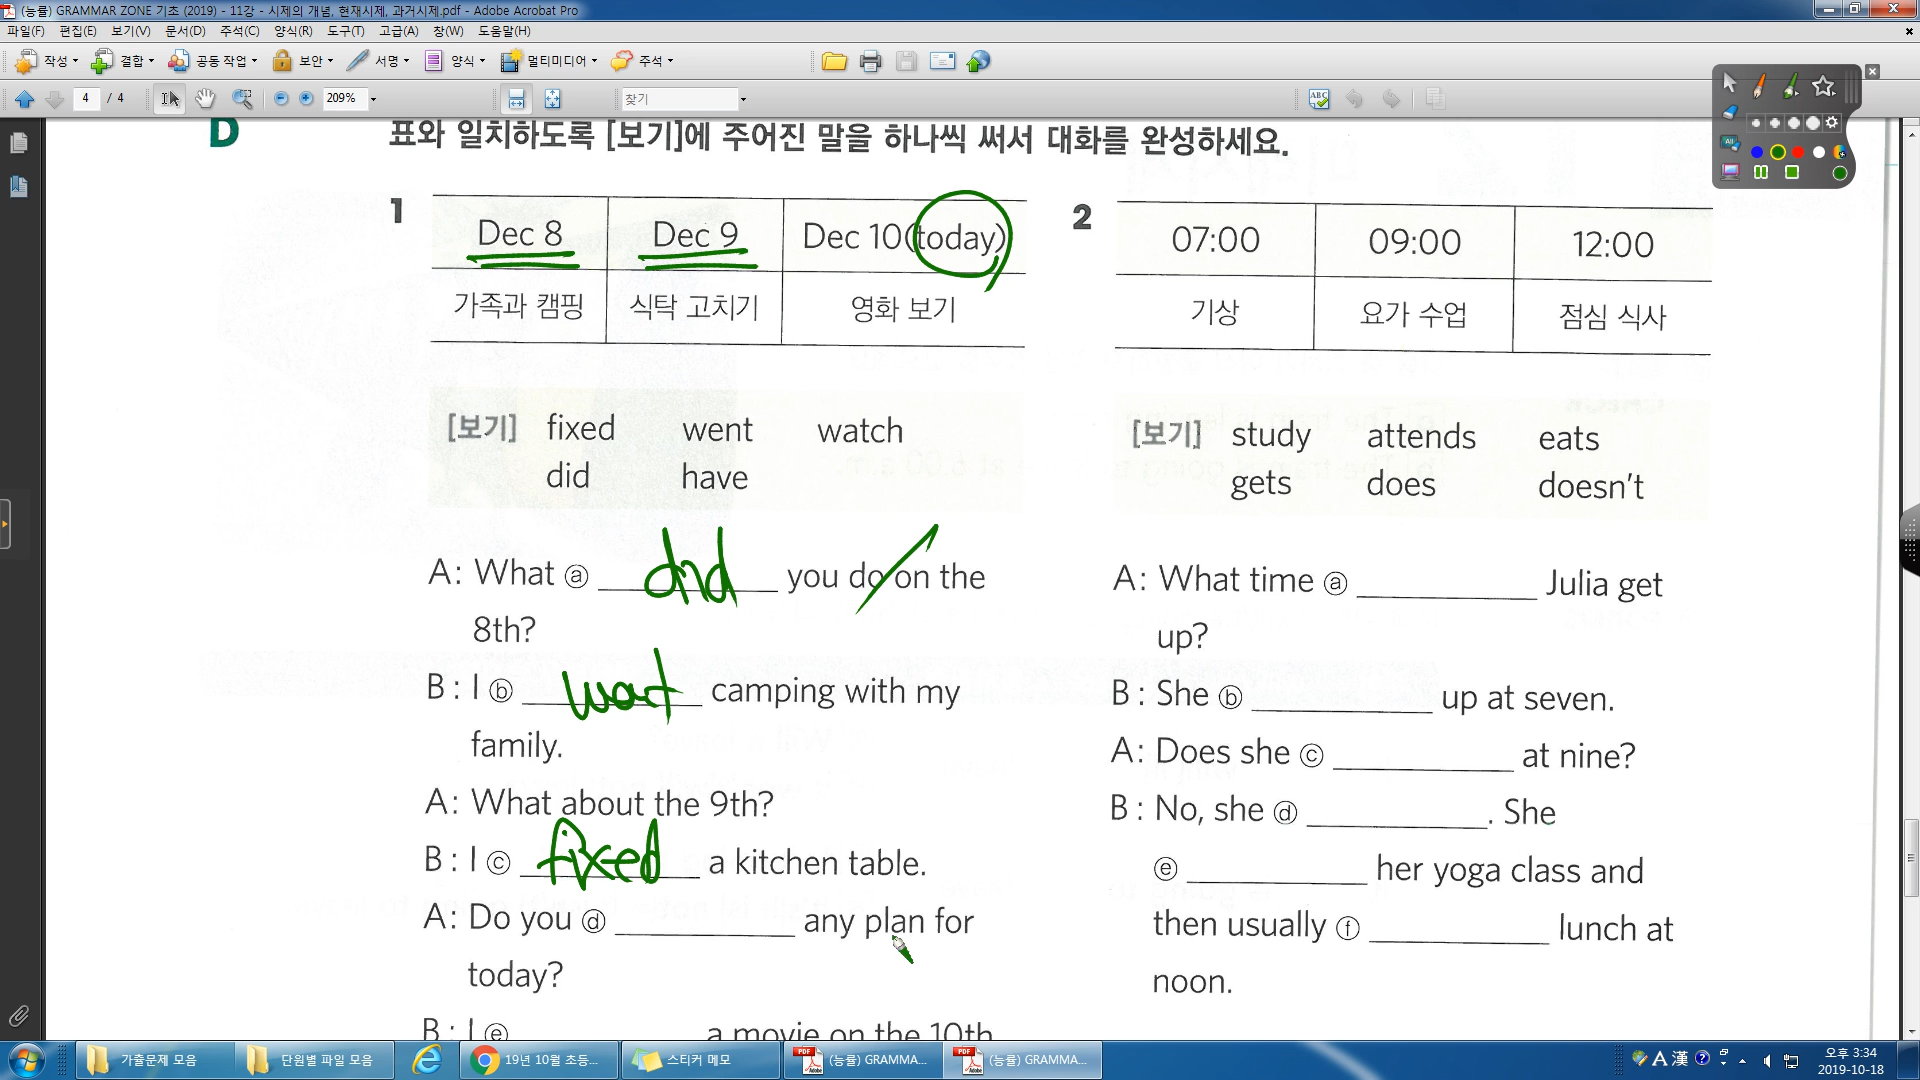 (능률) GRAMMAR ZONE 기초 (2019) - 11강 - 시제의 개념, 현재시제, 과거시제.pdf - Adobe Acrobat Pro
파일(F) 편집(E) 보기(V) 문서(D) 주석(C) 양식(R) 도구(T) 고급(A) 창(W) 도움말(H)
작성 결합 공동 작업 보안 서명 양식 멀티미디어 주석
4 / 4 209% 찾기
D 표와 일치하도록 [보기]에 주어진 말을 하나씩 써서 대화를 완성하세요.
1
Dec 8 Dec 9 Dec 10(today)
가족과 캠핑 식탁 고치기 영화 보기
[보기] fixed went watch
did have
A: What ⓐ did you do on the
8th?
B: I ⓑ went camping with my
family.
A: What about the 9th?
B: I ⓒ fixed a kitchen table.
A: Do you ⓓ ____________ any plan for
today?
B: I ⓔ ____________ a movie on the 10th
2
07:00 09:00 12:00
기상 요가 수업 점심 식사
[보기] study attends eats
gets does doesn't
A: What time ⓐ ____________ Julia get
up?
B: She ⓑ ____________ up at seven.
A: Does she ⓒ ____________ at nine?
B: No, she ⓓ ____________. She
ⓔ ____________ her yoga class and
then usually ⓕ ____________ lunch at
noon.
가출문제 모음 단원별 파일 모음 19년 10월 초등... 스티커 메모 (능률) GRAMMA... (능률) GRAMMA...
A 漢
오후 3:34
2019-10-18